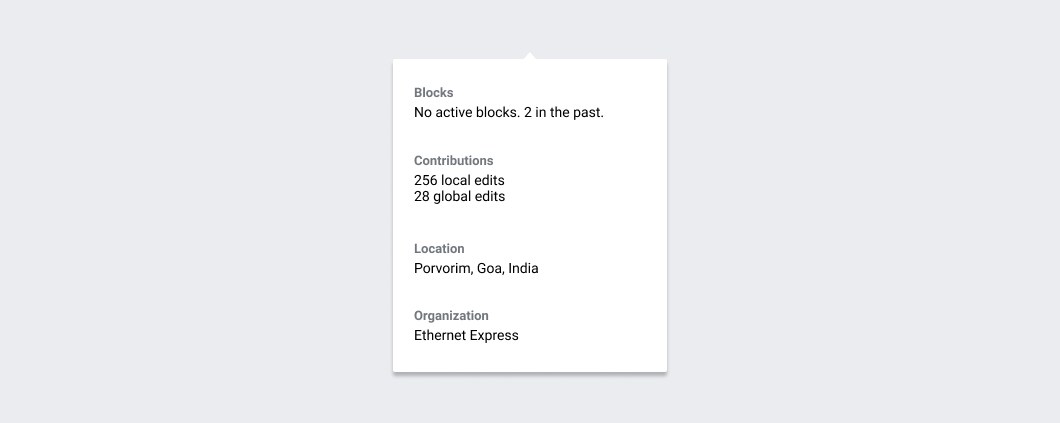 Blocks
No active blocks. 2 in the past.
Contributions
256 local edits
28 global edits
Location
Porvorim, Goa, India
Organization
Ethernet Express